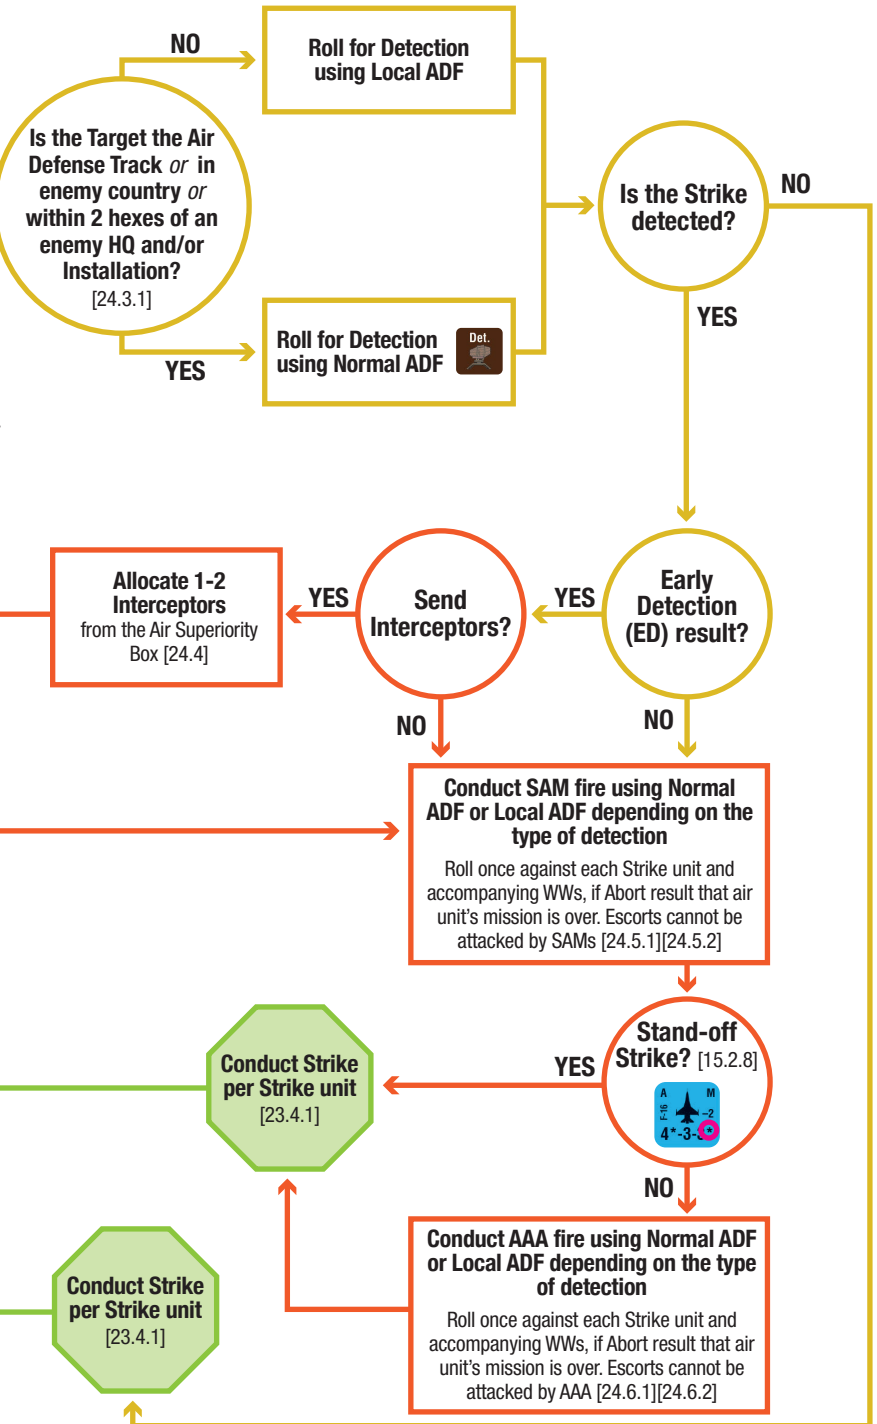 NO
Roll for Detection
using Local ADF
Is the Target the Air
Defense Track or in
enemy country or
within 2 hexes of an
enemy HQ and/or
Installation?
[24.3.1]
Is the Strike
detected?
NO
YES
Roll for Detection
using Normal ADF
Det.
YES
Allocate 1-2
Interceptors
from the Air Superiority
Box [24.4]
YES
Send
Interceptors?
YES
Early
Detection
(ED) result?
NO
NO
Conduct SAM fire using Normal
ADF or Local ADF depending on the
type of detection
Roll once against each Strike unit and
accompanying WWs, if Abort result that air
unit's mission is over. Escorts cannot be
attacked by SAMs [24.5.1][24.5.2]
Stand-off
Strike? [15.2.8]
A M
F-16
-2
4*-3-3*
YES
Conduct Strike
per Strike unit
[23.4.1]
NO
Conduct AAA fire using Normal ADF
or Local ADF depending on the type
of detection
Roll once against each Strike unit and
accompanying WWs, if Abort result that air
unit's mission is over. Escorts cannot be
attacked by AAA [24.6.1][24.6.2]
Conduct Strike
per Strike unit
[23.4.1]